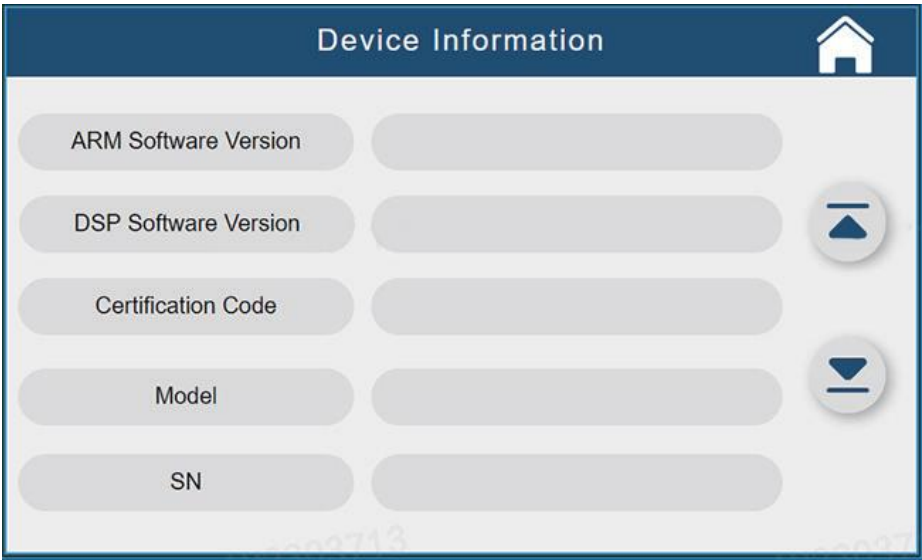 Device Information
ARM Software Version
DSP Software Version
Certification Code
Model
SN